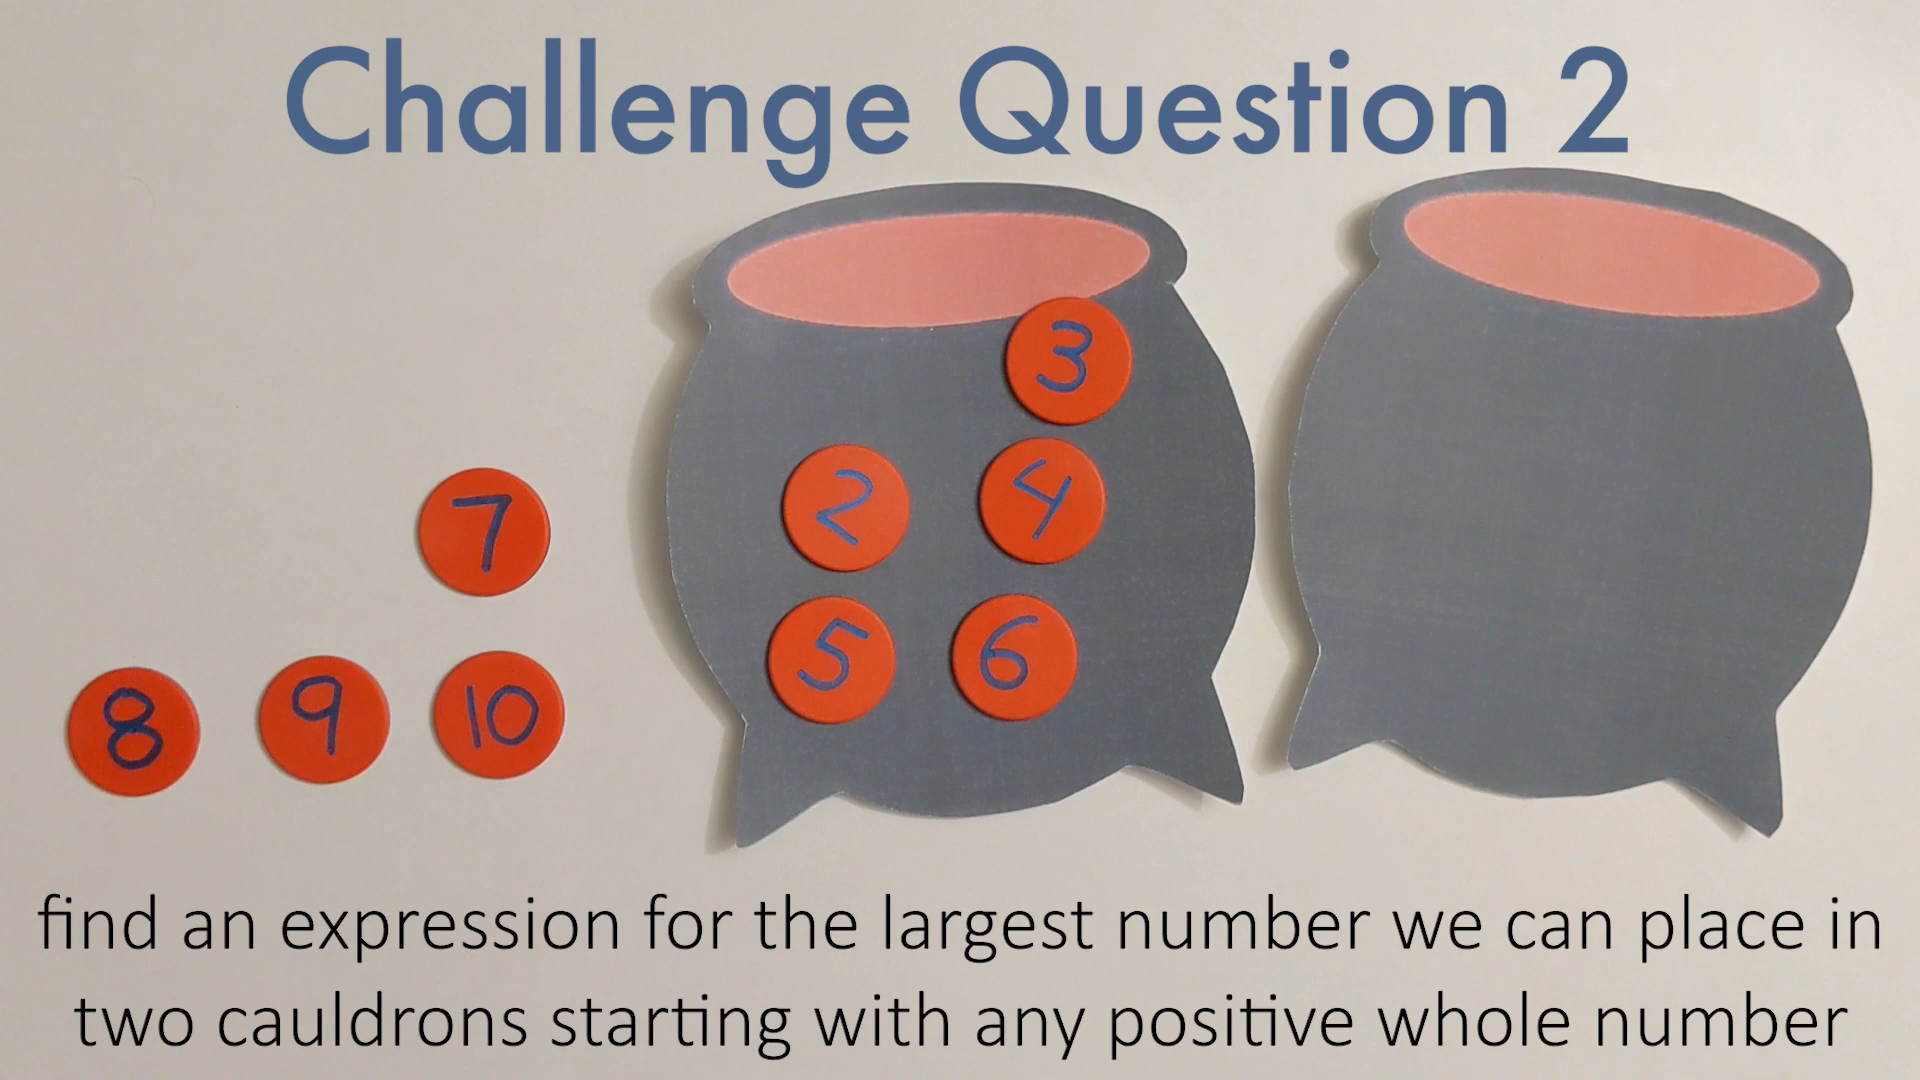 Challenge Question 2
3
2 4
7
5 6
8 9 10
find an expression for the largest number we can place in
two cauldrons starting with any positive whole number